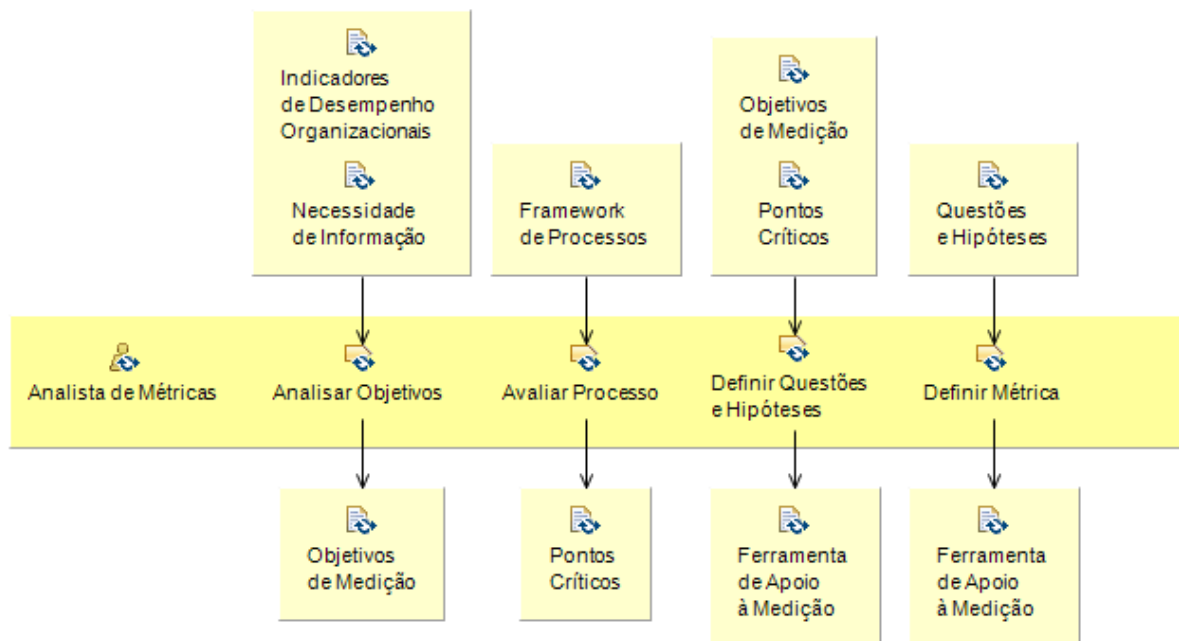 Indicadores
de Desempenho
Organizacionais
Necessidade
de Informação
Framework
de Processos
Objetivos
de Medição
Pontos
Críticos
Questões
e Hipóteses
Analista de Métricas
Analisar Objetivos
Avaliar Processo
Definir Questões
e Hipóteses
Definir Métrica
Objetivos
de Medição
Pontos
Críticos
Ferramenta
de Apoio
à Medição
Ferramenta
de Apoio
à Medição